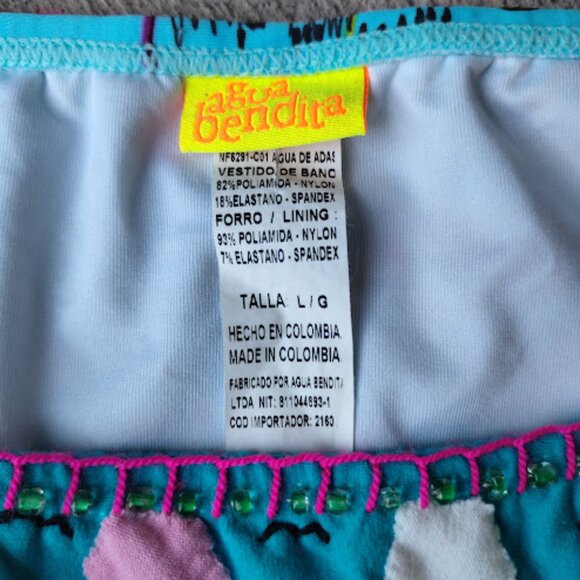 agua
bendita
NF6291-C01 AGUA DE ADAS
VESTIDO DE BANO
82% POLIAMIDA - NYLON
18% ELASTANO - SPANDEX
FORRO / LINING :
93% POLIAMIDA - NYLON
7% ELASTANO - SPANDEX
TALLA: L / G
HECHO EN COLOMBIA
MADE IN COLOMBIA
FABRICADO POR AGUA BENDITA
LTDA NIT: 811044893-1
COD IMPORTADOR: 2160